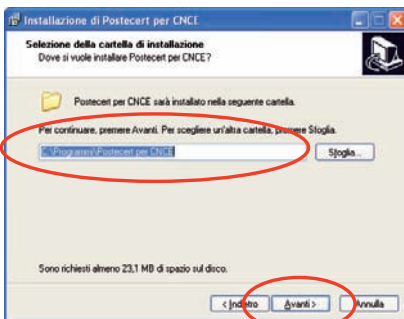 Installazione di Postecert per CNCE
Selezione della cartella di installazione
Dove si vuole installare Postecert per CNCE?
Postecert per CNCE sarà installato nella seguente cartella.
Per continuare, premere Avanti. Per scegliere un'altra cartella, premere Sfoglia.
C:\Programmi\Postecert per CNCE
Sfoglia...
Sono richiesti almeno 23,1 MB di spazio sul disco.
< Indietro
Avanti >
Annulla